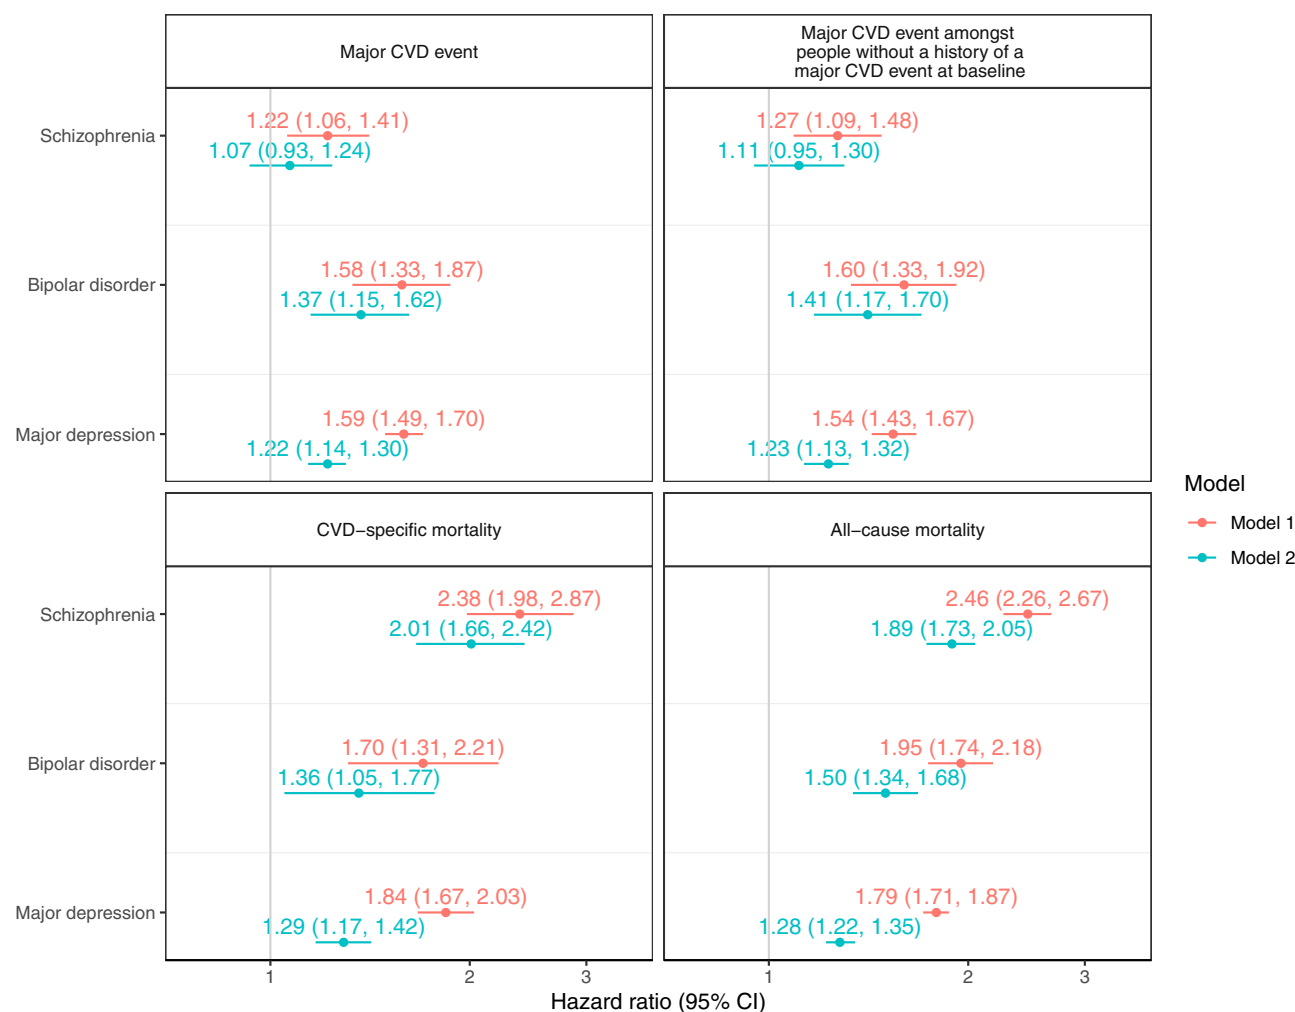 Major CVD event
Major CVD event amongst
people without a history of a
major CVD event at baseline
Schizophrenia
1.22 (1.06, 1.41)
1.07 (0.93, 1.24)
1.27 (1.09, 1.48)
1.11 (0.95, 1.30)
Bipolar disorder
1.58 (1.33, 1.87)
1.37 (1.15, 1.62)
1.60 (1.33, 1.92)
1.41 (1.17, 1.70)
Major depression
1.59 (1.49, 1.70)
1.22 (1.14, 1.30)
1.54 (1.43, 1.67)
1.23 (1.13, 1.32)
CVD−specific mortality
All−cause mortality
Schizophrenia
2.38 (1.98, 2.87)
2.01 (1.66, 2.42)
2.46 (2.26, 2.67)
1.89 (1.73, 2.05)
Bipolar disorder
1.70 (1.31, 2.21)
1.36 (1.05, 1.77)
1.95 (1.74, 2.18)
1.50 (1.34, 1.68)
Major depression
1.84 (1.67, 2.03)
1.29 (1.17, 1.42)
1.79 (1.71, 1.87)
1.28 (1.22, 1.35)
1 2 3
1 2 3
Hazard ratio (95% CI)
Model
Model 1
Model 2